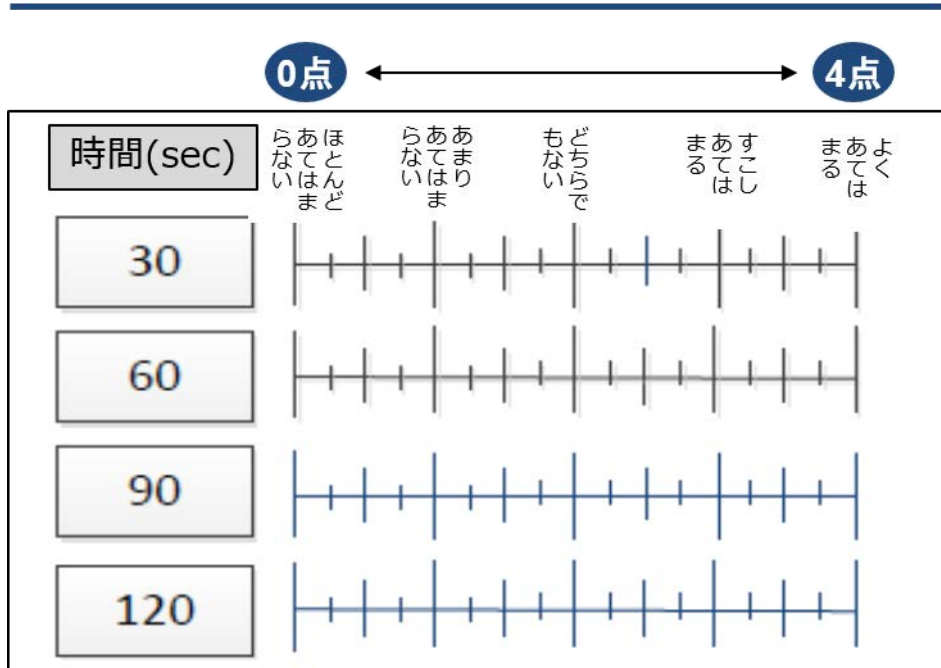 0点
4点
時間(sec)
ほとんど
あてはま
らない
あまり
あてはま
らない
どちらで
もない
すこし
あては
まる
よく
あては
まる
30
60
90
120